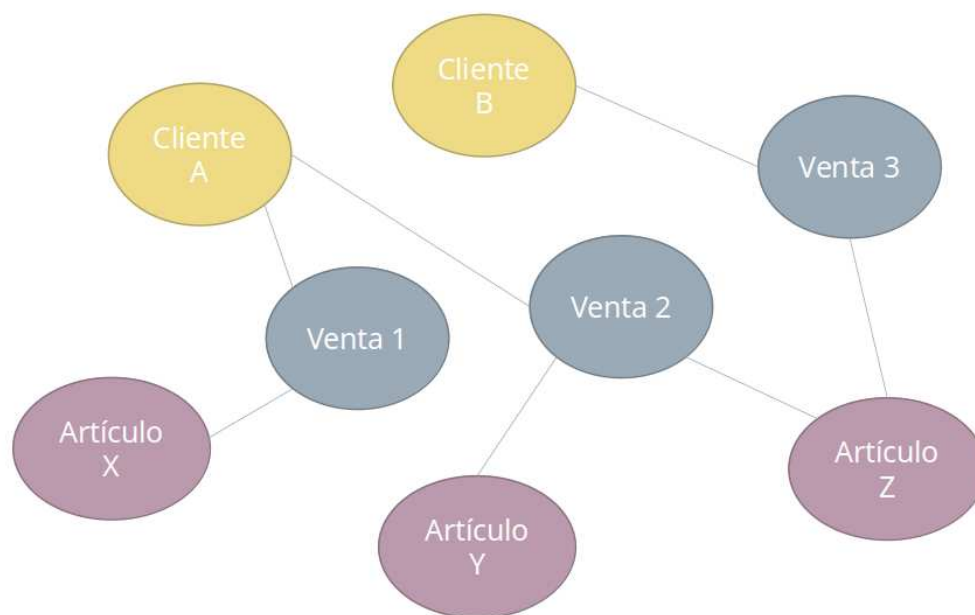 Cliente
B
Cliente
A
Venta 3
Venta 2
Venta 1
Artículo
X
Artículo
Z
Artículo
Y